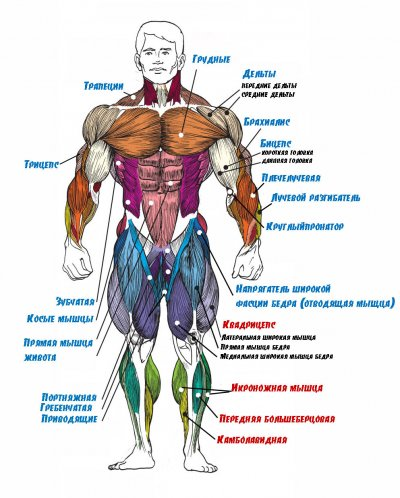 Грудные
Трапеции
Дельты
передние дельты
средние дельты
Брахиалис
Бицепс
короткая головка
длинная головка
Трицепс
Плечелучевая
Лучевой разгибатель
Круглыйпронатор
Зубчатая
Косые мышцы
Прямая мышца
живота
Напрягатель широкой
фасции бедра (отводящая мышца)
Квадрицепс
Латеральная широкая мышца
Прямая мышца бедра
Медиальная широкая мышца бедра
Портняжная
Гребенчатая
Приводящие
Икроножная мышца
Передняя большеберцовая
Камболавидная